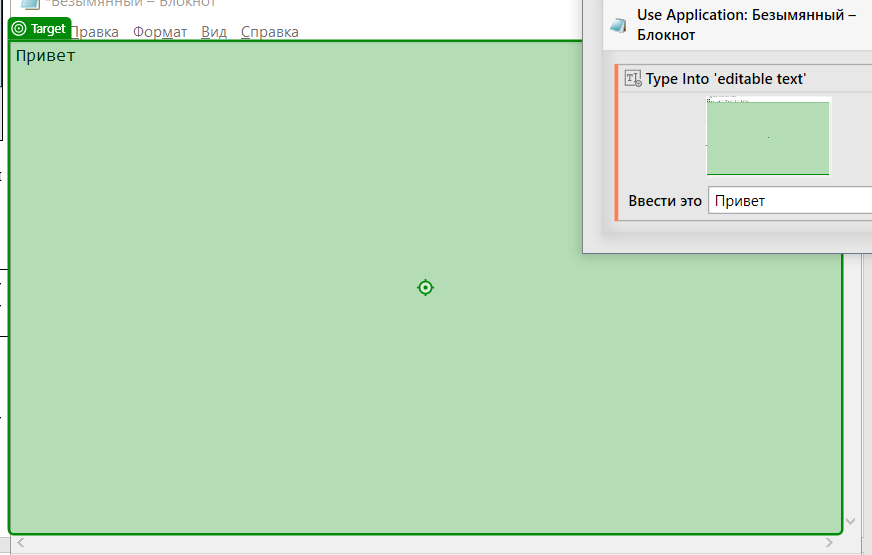 *Безымянный – Блокнот
Target
Правка Формат Вид Справка
Привет
Use Application: Безымянный –
Блокнот
Type Into 'editable text'
Ввести это Привет